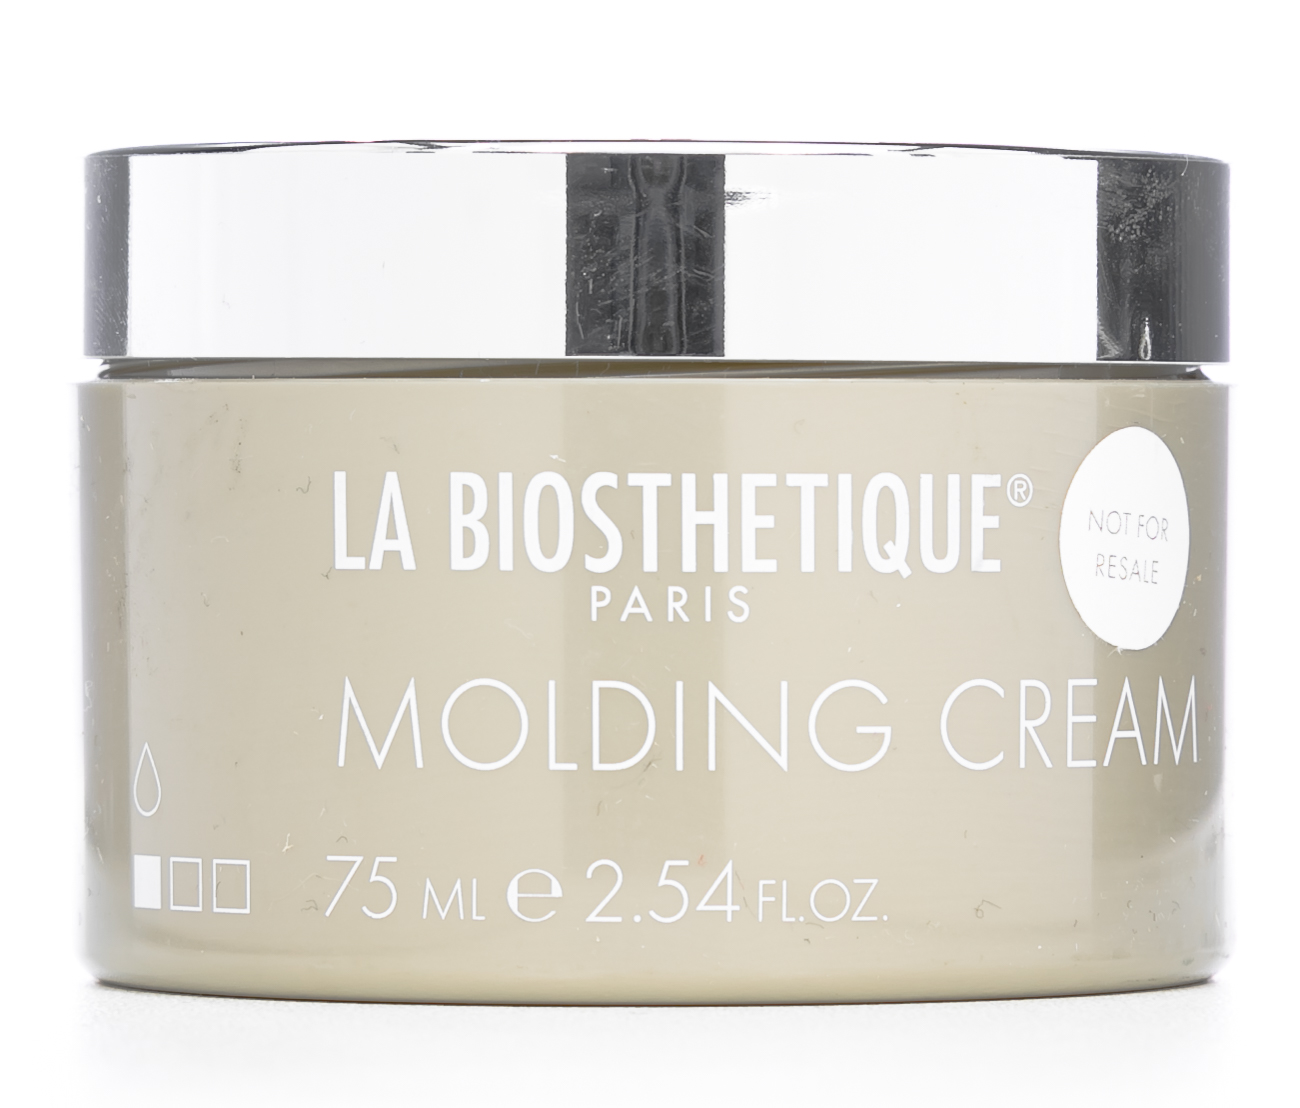 LA BIOSTHETIQUE®
PARIS
NOT FOR
RESALE
MOLDING CREAM
75 ML e 2.54 FL.OZ.